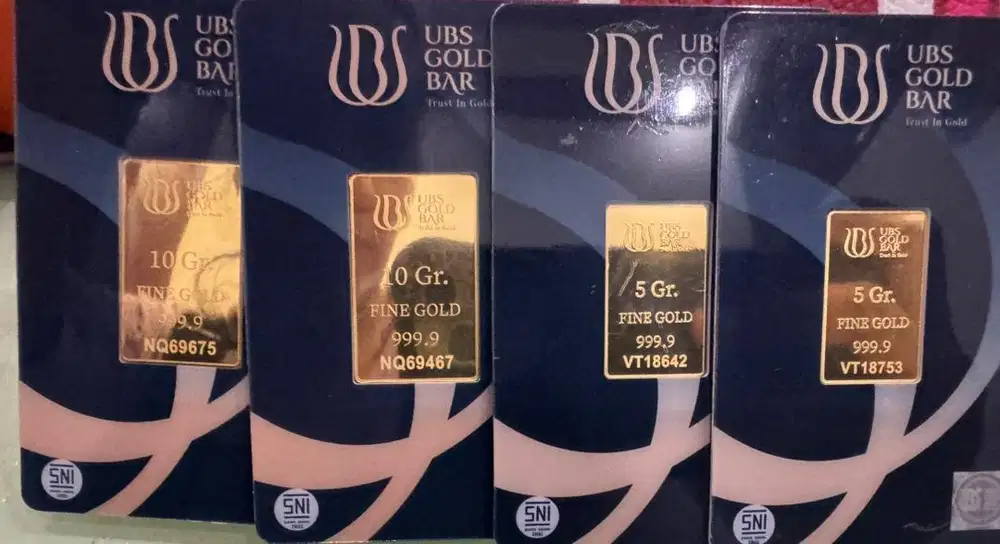 UBS
GOLD
BAR
Trust In
UBS
GOLD
BAR
10 Gr.
FINE GOLD
999.9
NQ69675
SNI
UBS
GOLD
BAR
Trust In Gold
UBS
GOLD
BAR
Trust in Gold
10 Gr.
FINE GOLD
999.9
NQ69467
SNI
UBS
GO
UBS
GOLD
BAR
5 Gr.
FINE GOLD
999.9
VT18642
SNI
UBS
GOLD
BAR
Trust In Gold
UBS
GOLD
BAR
Trust in Gold
5 Gr.
FINE GOLD
999.9
VT18753
SNI